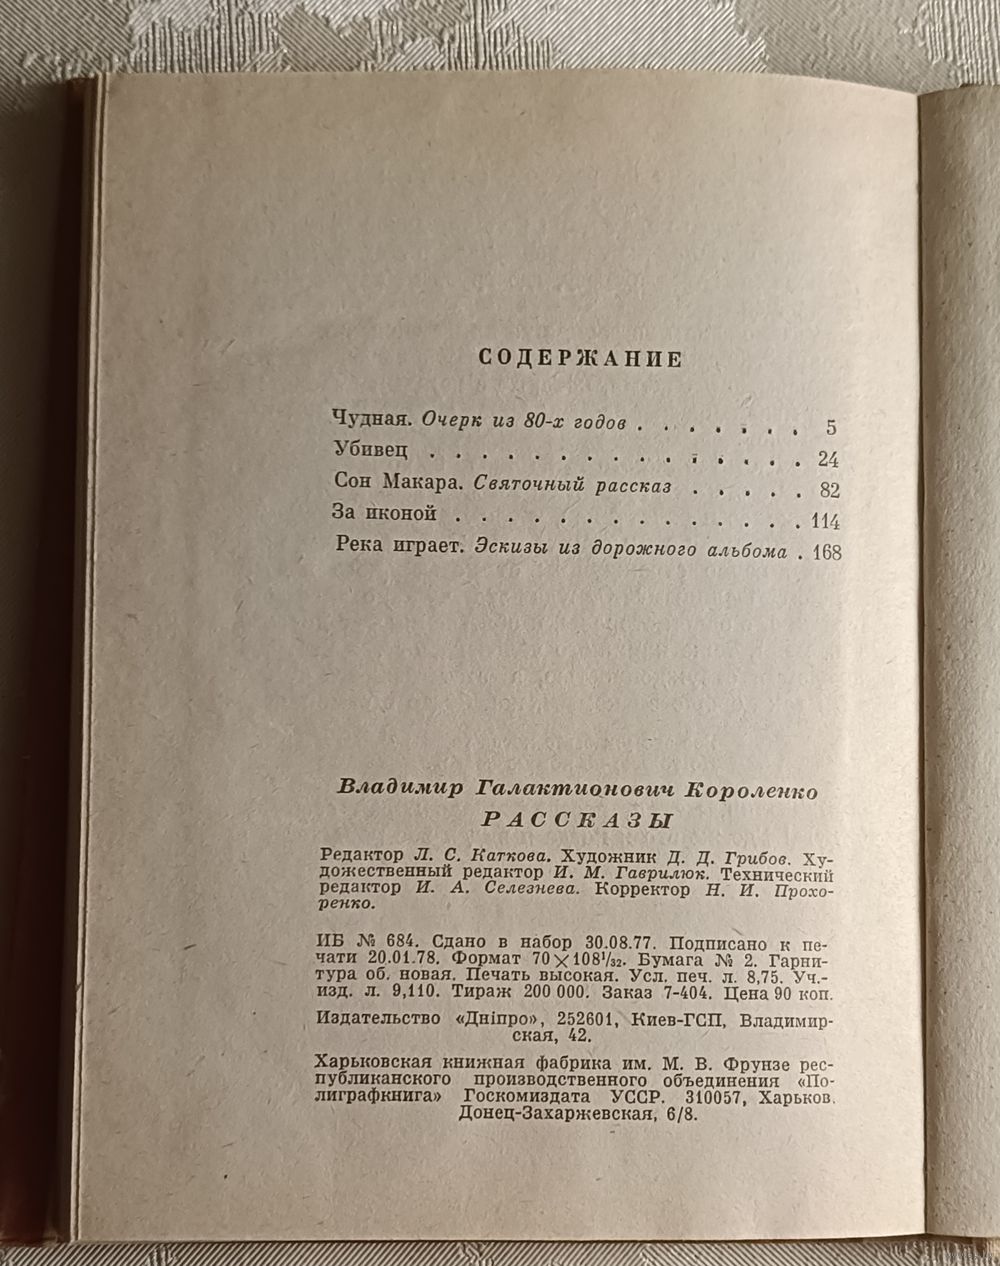 СОДЕРЖАНИЕ
Чудная. Очерк из 80-х годов . . . . . . . 5
Убивец . . . . . . . . . . . . . . . 24
Сон Макара. Святочный рассказ . . . . . 82
За иконой . . . . . . . . . . . . . . 114
Река играет. Эскизы из дорожного альбома . 168
Владимир Галактионович Короленко
РАССКАЗЫ
Редактор Л. С. Каткова. Художник Д. Д. Грибов. Ху-
дожественный редактор И. М. Гаврилюк. Технический
редактор И. А. Селезнева. Корректор Н. И. Прохо-
ренко.
ИБ № 684. Сдано в набор 30.08.77. Подписано к пе-
чати 20.01.78. Формат 70×108¹/₃₂. Бумага № 2. Гарни-
тура об. новая. Печать высокая. Усл. печ. л. 8,75. Уч.-
изд. л. 9,110. Тираж 200 000. Заказ 7-404. Цена 90 коп.
Издательство «Дніпро», 252601, Киев-ГСП, Владимир-
ская, 42.
Харьковская книжная фабрика им. М. В. Фрунзе рес-
публиканского производственного объединения «По-
лиграфкнига» Госкомиздата УССР. 310057, Харьков,
Донец-Захаржевская, 6/8.